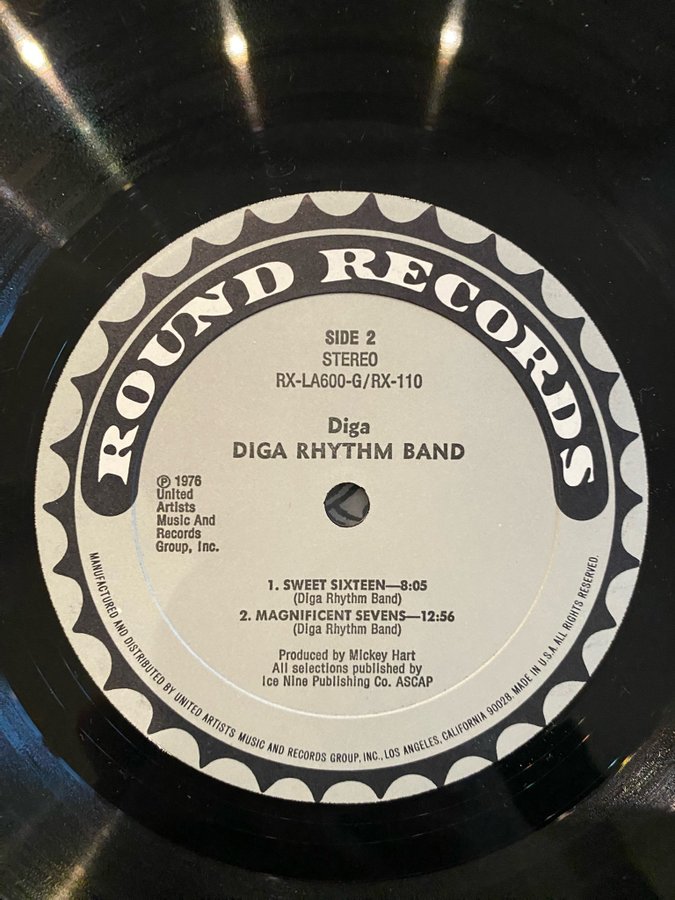 ROUND RECORDS
SIDE 2
STEREO
RX-LA600-G/RX-110
Diga
DIGA RHYTHM BAND
℗ 1976
United
Artists
Music And
Records
Group, Inc.
1. SWEET SIXTEEN—8:05
(Diga Rhythm Band)
2. MAGNIFICENT SEVENS—12:56
(Diga Rhythm Band)
Produced by Mickey Hart
All selections published by
Ice Nine Publishing Co. ASCAP
MANUFACTURED AND DISTRIBUTED BY UNITED ARTISTS MUSIC AND RECORDS GROUP, INC., LOS ANGELES, CALIFORNIA 90028. MADE IN U.S.A. ALL RIGHTS RESERVED.